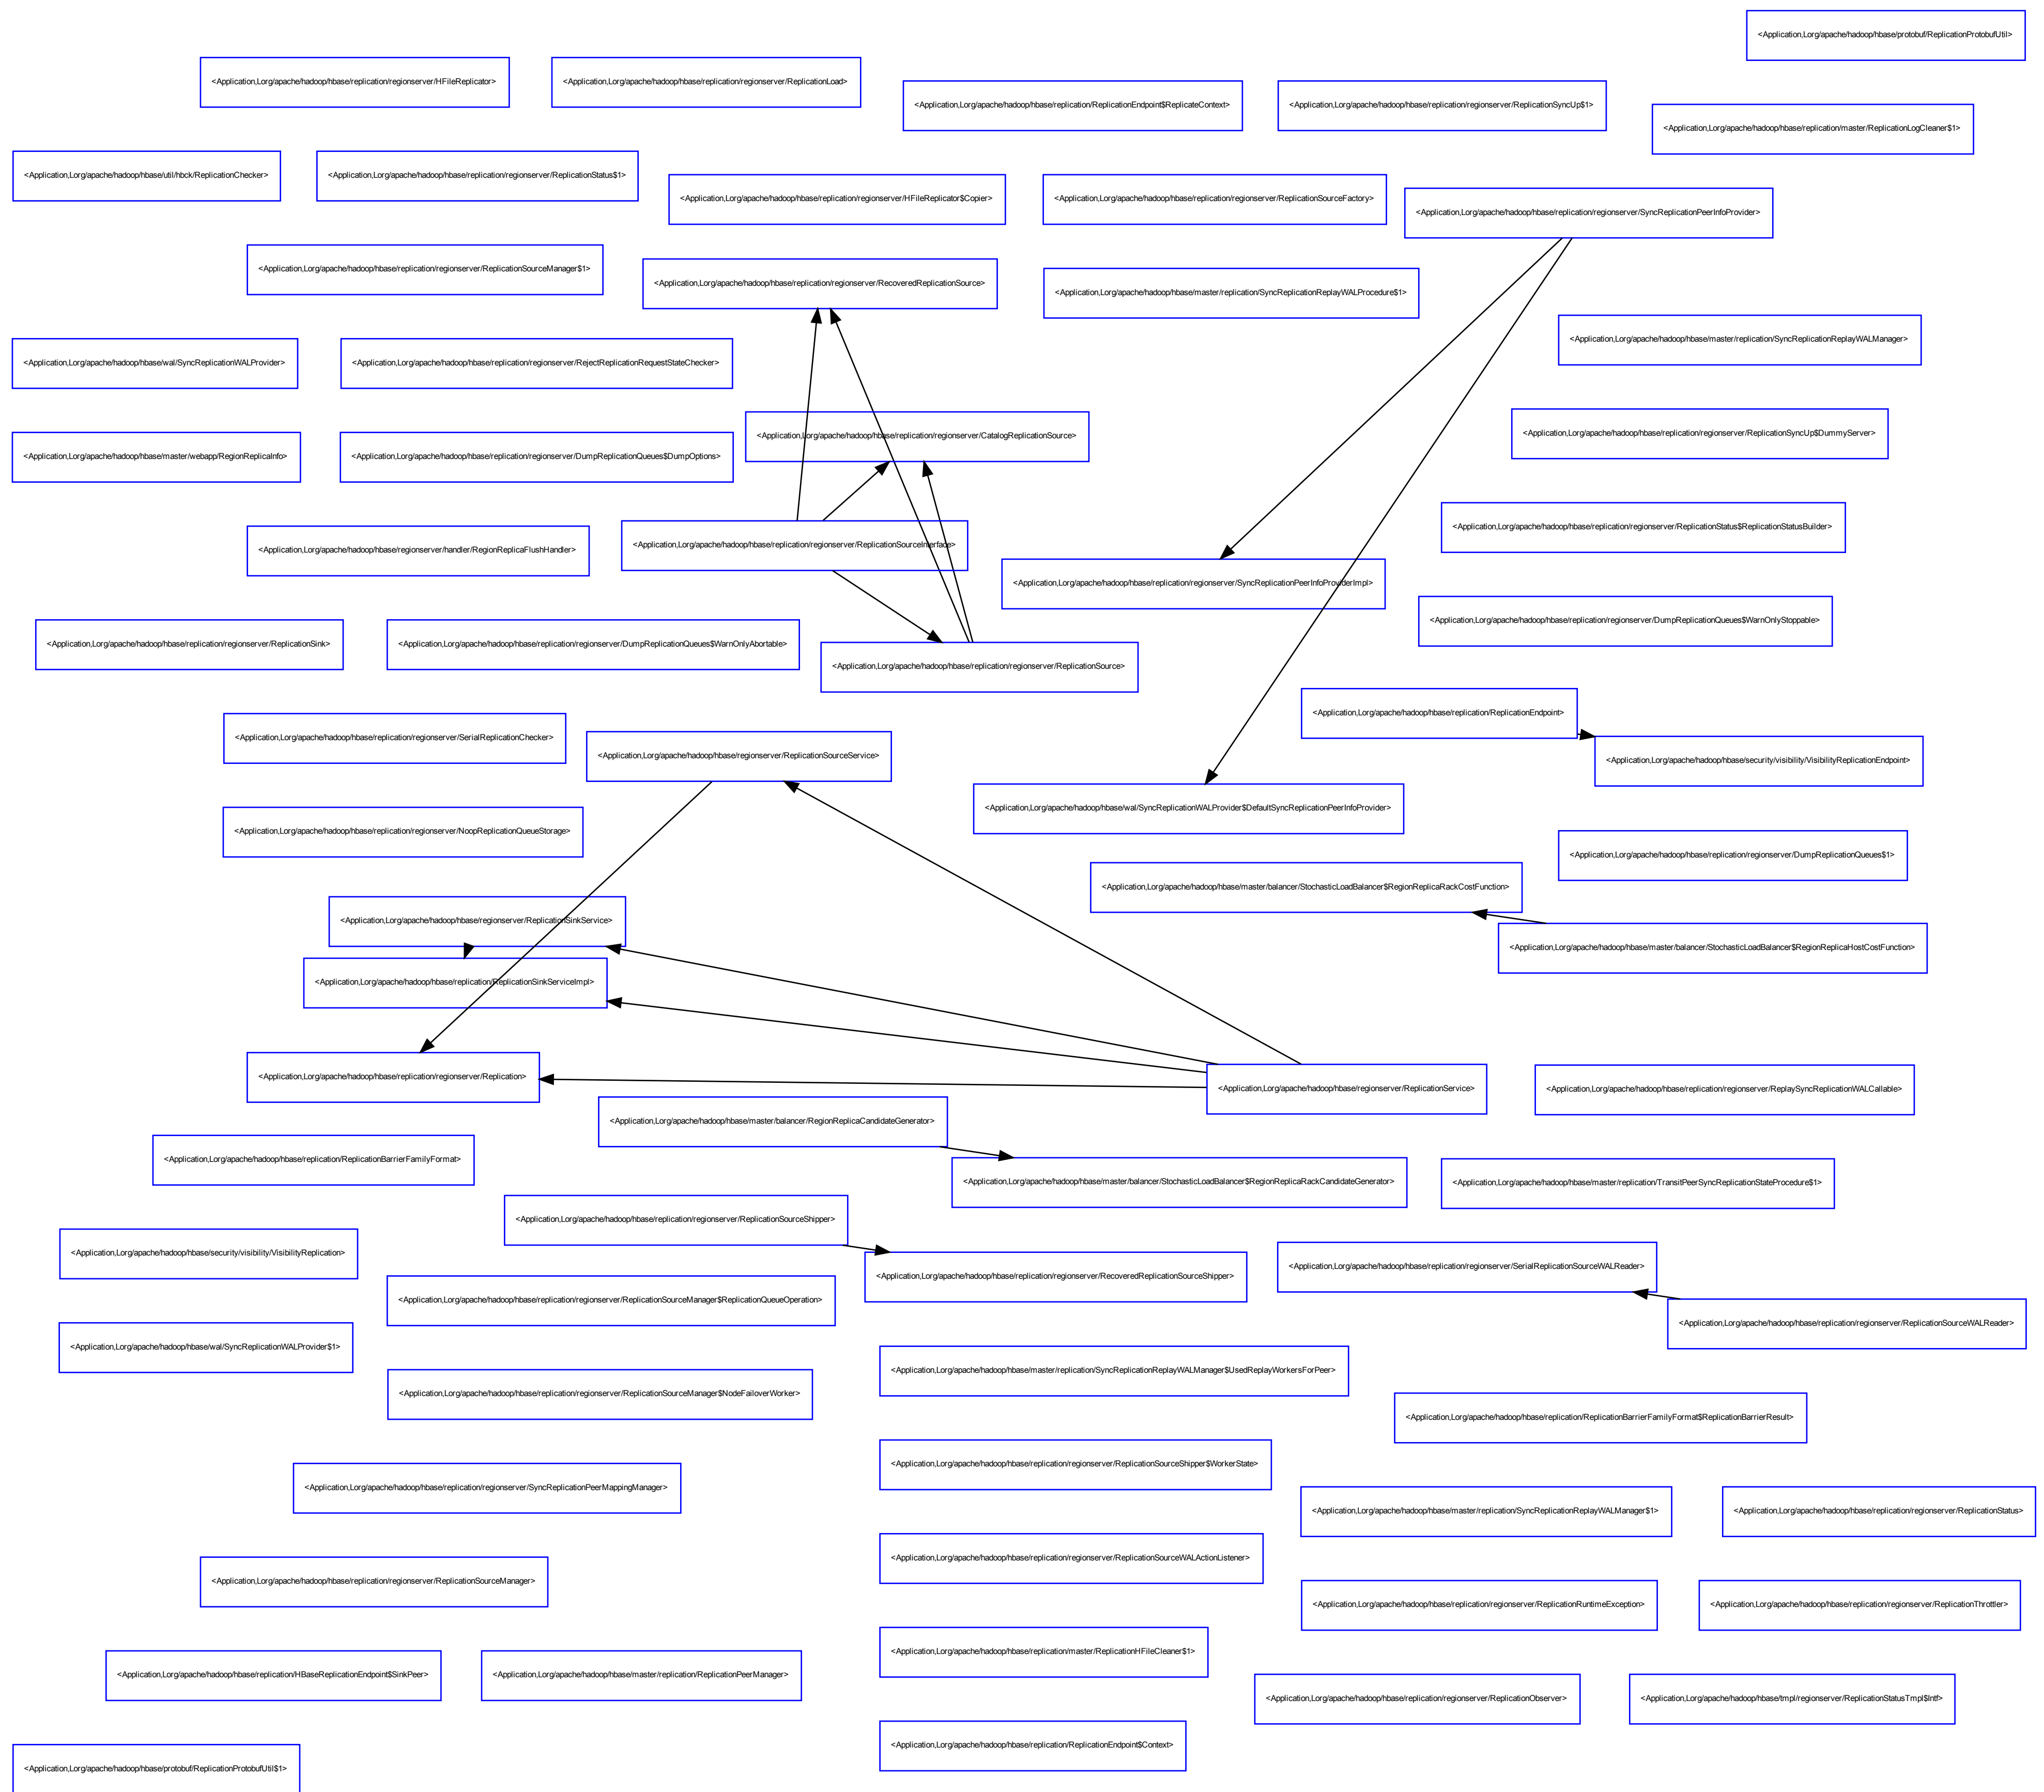 <Application,Lorg/apache/hadoop/hbase/protobuf/ReplicationProtobufUtil>
<Application,Lorg/apache/hadoop/hbase/replication/regionserver/HFileReplicator>
<Application,Lorg/apache/hadoop/hbase/replication/regionserver/ReplicationLoad>
<Application,Lorg/apache/hadoop/hbase/replication/ReplicationEndpoint$ReplicateContext>
<Application,Lorg/apache/hadoop/hbase/replication/regionserver/ReplicationSyncUp$1>
<Application,Lorg/apache/hadoop/hbase/replication/master/ReplicationLogCleaner$1>
<Application,Lorg/apache/hadoop/hbase/util/hbck/ReplicationChecker>
<Application,Lorg/apache/hadoop/hbase/replication/regionserver/ReplicationStatus$1>
<Application,Lorg/apache/hadoop/hbase/replication/regionserver/HFileReplicator$Copier>
<Application,Lorg/apache/hadoop/hbase/replication/regionserver/ReplicationSourceFactory>
<Application,Lorg/apache/hadoop/hbase/replication/regionserver/SyncReplicationPeerInfoProvider>
<Application,Lorg/apache/hadoop/hbase/replication/regionserver/ReplicationSourceManager$1>
<Application,Lorg/apache/hadoop/hbase/replication/regionserver/RecoveredReplicationSource>
<Application,Lorg/apache/hadoop/hbase/master/replication/SyncReplicationReplayWALProcedure$1>
<Application,Lorg/apache/hadoop/hbase/master/replication/SyncReplicationReplayWALManager>
<Application,Lorg/apache/hadoop/hbase/wal/SyncReplicationWALProvider>
<Application,Lorg/apache/hadoop/hbase/replication/regionserver/RejectReplicationRequestStateChecker>
<Application,Lorg/apache/hadoop/hbase/replication/regionserver/CatalogReplicationSource>
<Application,Lorg/apache/hadoop/hbase/replication/regionserver/ReplicationSyncUp$DummyServer>
<Application,Lorg/apache/hadoop/hbase/master/webapp/RegionReplicaInfo>
<Application,Lorg/apache/hadoop/hbase/replication/regionserver/DumpReplicationQueues$DumpOptions>
<Application,Lorg/apache/hadoop/hbase/replication/regionserver/ReplicationStatus$ReplicationStatusBuilder>
<Application,Lorg/apache/hadoop/hbase/regionserver/handler/RegionReplicaFlushHandler>
<Application,Lorg/apache/hadoop/hbase/replication/regionserver/ReplicationSourceInterface>
<Application,Lorg/apache/hadoop/hbase/replication/regionserver/SyncReplicationPeerInfoProviderImpl>
<Application,Lorg/apache/hadoop/hbase/replication/regionserver/DumpReplicationQueues$WarnOnlyStoppable>
<Application,Lorg/apache/hadoop/hbase/replication/regionserver/ReplicationSink>
<Application,Lorg/apache/hadoop/hbase/replication/regionserver/DumpReplicationQueues$WarnOnlyAbortable>
<Application,Lorg/apache/hadoop/hbase/replication/regionserver/ReplicationSource>
<Application,Lorg/apache/hadoop/hbase/replication/ReplicationEndpoint>
<Application,Lorg/apache/hadoop/hbase/replication/regionserver/SerialReplicationChecker>
<Application,Lorg/apache/hadoop/hbase/regionserver/ReplicationSourceService>
<Application,Lorg/apache/hadoop/hbase/security/visibility/VisibilityReplicationEndpoint>
<Application,Lorg/apache/hadoop/hbase/wal/SyncReplicationWALProvider$DefaultSyncReplicationPeerInfoProvider>
<Application,Lorg/apache/hadoop/hbase/replication/regionserver/NoopReplicationQueueStorage>
<Application,Lorg/apache/hadoop/hbase/replication/regionserver/DumpReplicationQueues$1>
<Application,Lorg/apache/hadoop/hbase/master/balancer/StochasticLoadBalancer$RegionReplicaRackCostFunction>
<Application,Lorg/apache/hadoop/hbase/regionserver/ReplicationSinkService>
<Application,Lorg/apache/hadoop/hbase/master/balancer/StochasticLoadBalancer$RegionReplicaHostCostFunction>
<Application,Lorg/apache/hadoop/hbase/replication/ReplicationSinkServiceImpl>
<Application,Lorg/apache/hadoop/hbase/replication/regionserver/Replication>
<Application,Lorg/apache/hadoop/hbase/regionserver/ReplicationService>
<Application,Lorg/apache/hadoop/hbase/replication/regionserver/ReplaySyncReplicationWALCallable>
<Application,Lorg/apache/hadoop/hbase/master/balancer/RegionReplicaCandidateGenerator>
<Application,Lorg/apache/hadoop/hbase/replication/ReplicationBarrierFamilyFormat>
<Application,Lorg/apache/hadoop/hbase/master/balancer/StochasticLoadBalancer$RegionReplicaRackCandidateGenerator>
<Application,Lorg/apache/hadoop/hbase/master/replication/TransitPeerSyncReplicationStateProcedure$1>
<Application,Lorg/apache/hadoop/hbase/replication/regionserver/ReplicationSourceShipper>
<Application,Lorg/apache/hadoop/hbase/security/visibility/VisibilityReplication>
<Application,Lorg/apache/hadoop/hbase/replication/regionserver/RecoveredReplicationSourceShipper>
<Application,Lorg/apache/hadoop/hbase/replication/regionserver/SerialReplicationSourceWALReader>
<Application,Lorg/apache/hadoop/hbase/replication/regionserver/ReplicationSourceManager$ReplicationQueueOperation>
<Application,Lorg/apache/hadoop/hbase/replication/regionserver/ReplicationSourceWALReader>
<Application,Lorg/apache/hadoop/hbase/wal/SyncReplicationWALProvider$1>
<Application,Lorg/apache/hadoop/hbase/master/replication/SyncReplicationReplayWALManager$UsedReplayWorkersForPeer>
<Application,Lorg/apache/hadoop/hbase/replication/regionserver/ReplicationSourceManager$NodeFailoverWorker>
<Application,Lorg/apache/hadoop/hbase/replication/ReplicationBarrierFamilyFormat$ReplicationBarrierResult>
<Application,Lorg/apache/hadoop/hbase/replication/regionserver/ReplicationSourceShipper$WorkerState>
<Application,Lorg/apache/hadoop/hbase/replication/regionserver/SyncReplicationPeerMappingManager>
<Application,Lorg/apache/hadoop/hbase/master/replication/SyncReplicationReplayWALManager$1>
<Application,Lorg/apache/hadoop/hbase/replication/regionserver/ReplicationStatus>
<Application,Lorg/apache/hadoop/hbase/replication/regionserver/ReplicationSourceWALActionListener>
<Application,Lorg/apache/hadoop/hbase/replication/regionserver/ReplicationSourceManager>
<Application,Lorg/apache/hadoop/hbase/replication/regionserver/ReplicationRuntimeException>
<Application,Lorg/apache/hadoop/hbase/replication/regionserver/ReplicationThrottler>
<Application,Lorg/apache/hadoop/hbase/replication/master/ReplicationHFileCleaner$1>
<Application,Lorg/apache/hadoop/hbase/replication/HBaseReplicationEndpoint$SinkPeer>
<Application,Lorg/apache/hadoop/hbase/master/replication/ReplicationPeerManager>
<Application,Lorg/apache/hadoop/hbase/replication/regionserver/ReplicationObserver>
<Application,Lorg/apache/hadoop/hbase/tmpl/regionserver/ReplicationStatusTmpl$Intf>
<Application,Lorg/apache/hadoop/hbase/replication/ReplicationEndpoint$Context>
<Application,Lorg/apache/hadoop/hbase/protobuf/ReplicationProtobufUtil$1>